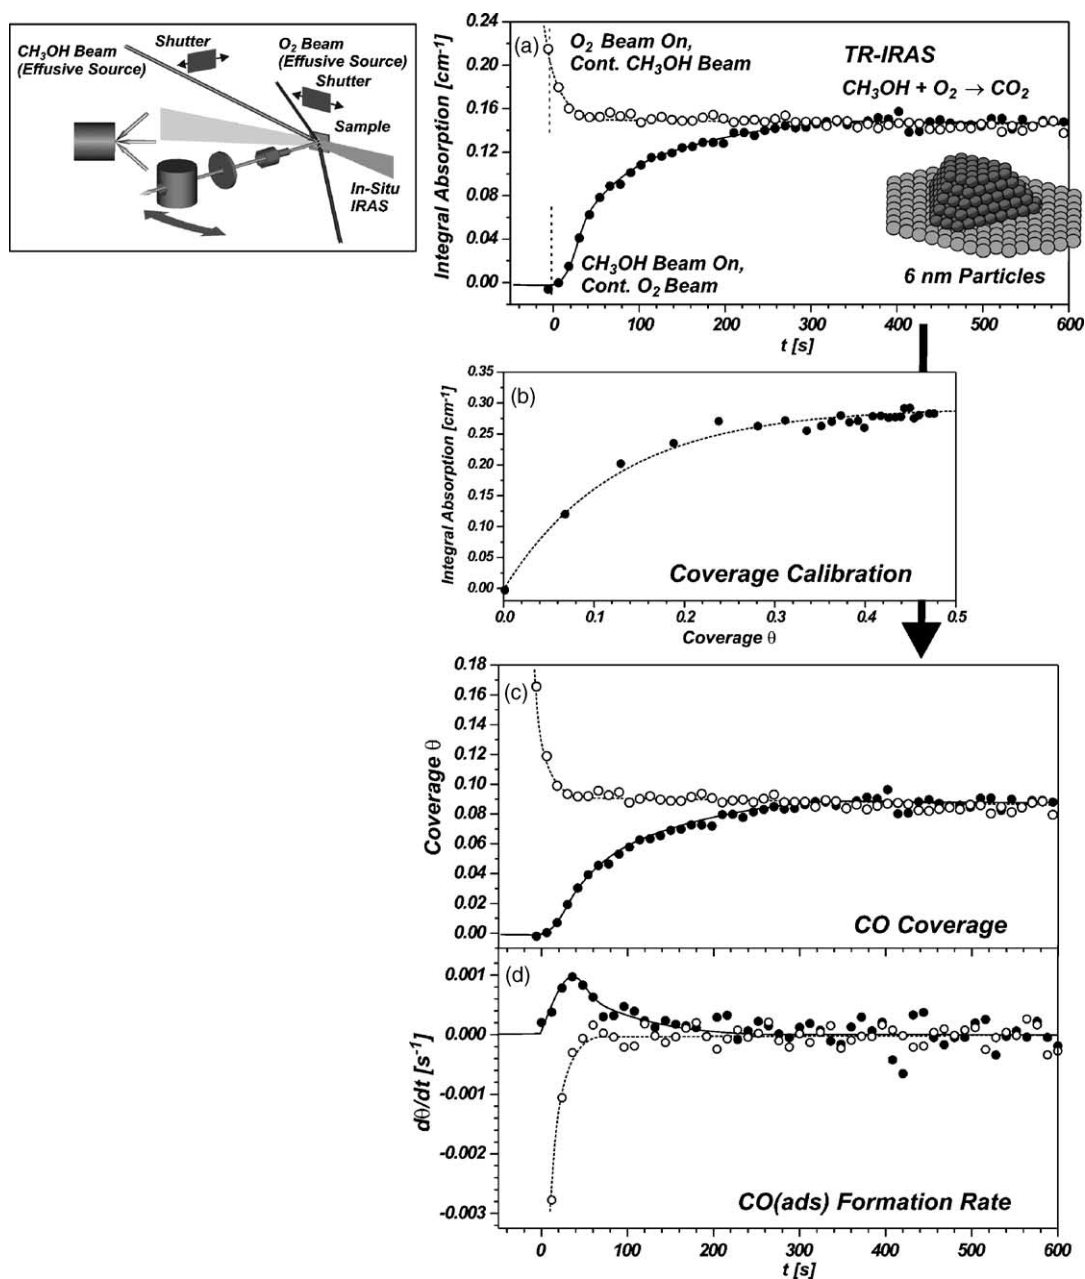 CH3OH Beam
(Effusive Source)
Shutter
O2 Beam
(Effusive Source)
Shutter
Sample
In-Situ
IRAS
(a)
O2 Beam On,
Cont. CH3OH Beam
TR-IRAS
CH3OH + O2 → CO2
CH3OH Beam On,
Cont. O2 Beam
6 nm Particles
Integral Absorption [cm-1]
0.24
0.20
0.16
0.12
0.08
0.04
0.00
0 100 200 300 400 500 600
t [s]
(b)
Integral Absorption [cm-1]
0.35
0.30
0.25
0.20
0.15
0.10
0.05
0.00
Coverage Calibration
0.0 0.1 0.2 0.3 0.4 0.5
Coverage θ
(c)
Coverage θ
0.18
0.16
0.14
0.12
0.10
0.08
0.06
0.04
0.02
0.00
CO Coverage
(d)
dθ/dt [s-1]
0.001
0.000
-0.001
-0.002
-0.003
CO(ads) Formation Rate
0 100 200 300 400 500 600
t [s]